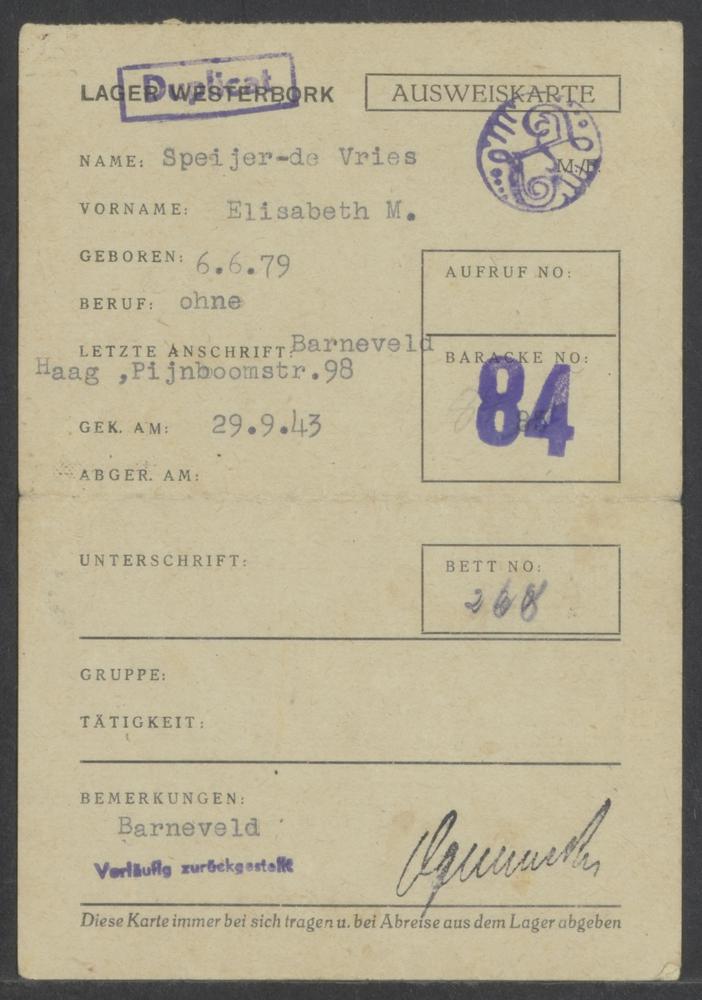 Duplicat
LAGER WESTERBORK
AUSWEISKARTE
NAME: Speijer-de Vries
M./F.
VORNAME: Elisabeth M.
GEBOREN: 6.6.79
AUFRUF NO:
BERUF: ohne
LETZTE ANSCHRIFT: Barneveld
Haag ,Pijnboomstr.98
BARACKE NO:
84
GEK. AM: 29.9.43
ABGER. AM:
UNTERSCHRIFT:
BETT NO:
268
GRUPPE:
TÄTIGKEIT:
BEMERKUNGEN:
Barneveld
Vorläufig zurückgestellt
Diese Karte immer bei sich tragen u. bei Abreise aus dem Lager abgeben